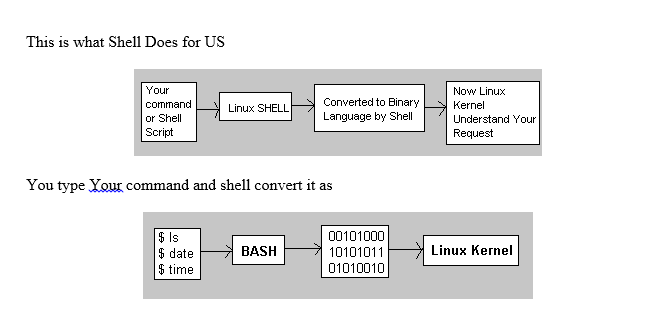 This is what Shell Does for US
Your
command
or Shell
Script
Linux SHELL
Converted to Binary
Language by Shell
Now Linux
Kernel
Understand Your
Request
You type Your command and shell convert it as
$ ls
$ date
$ time
BASH
00101000
10101011
01010010
Linux Kernel